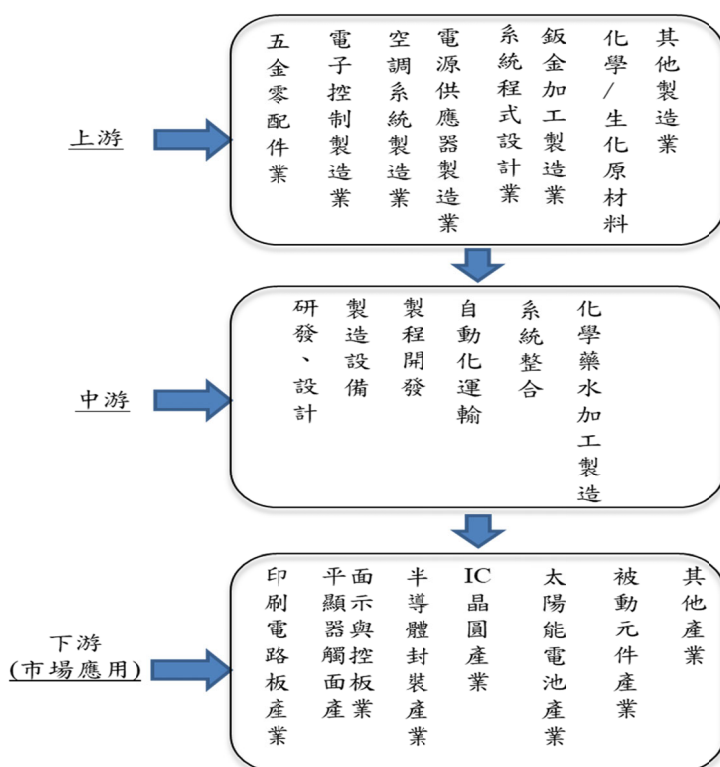 上游
五金零配件業
電子控制製造業
空調系統製造業
電源供應器製造業
系統程式設計業
鈑金加工製造業
化學/生化原材料
其他製造業
中游
研發、設計
製造設備
製程開發
自動化運輸
系統整合
化學藥水加工製造
下游
(市場應用)
印刷電路板產業
平面
顯示
器與
觸控
面板
產業
半導體封裝產業
IC晶圓產業
太陽能電池產業
被動元件產業
其他產業